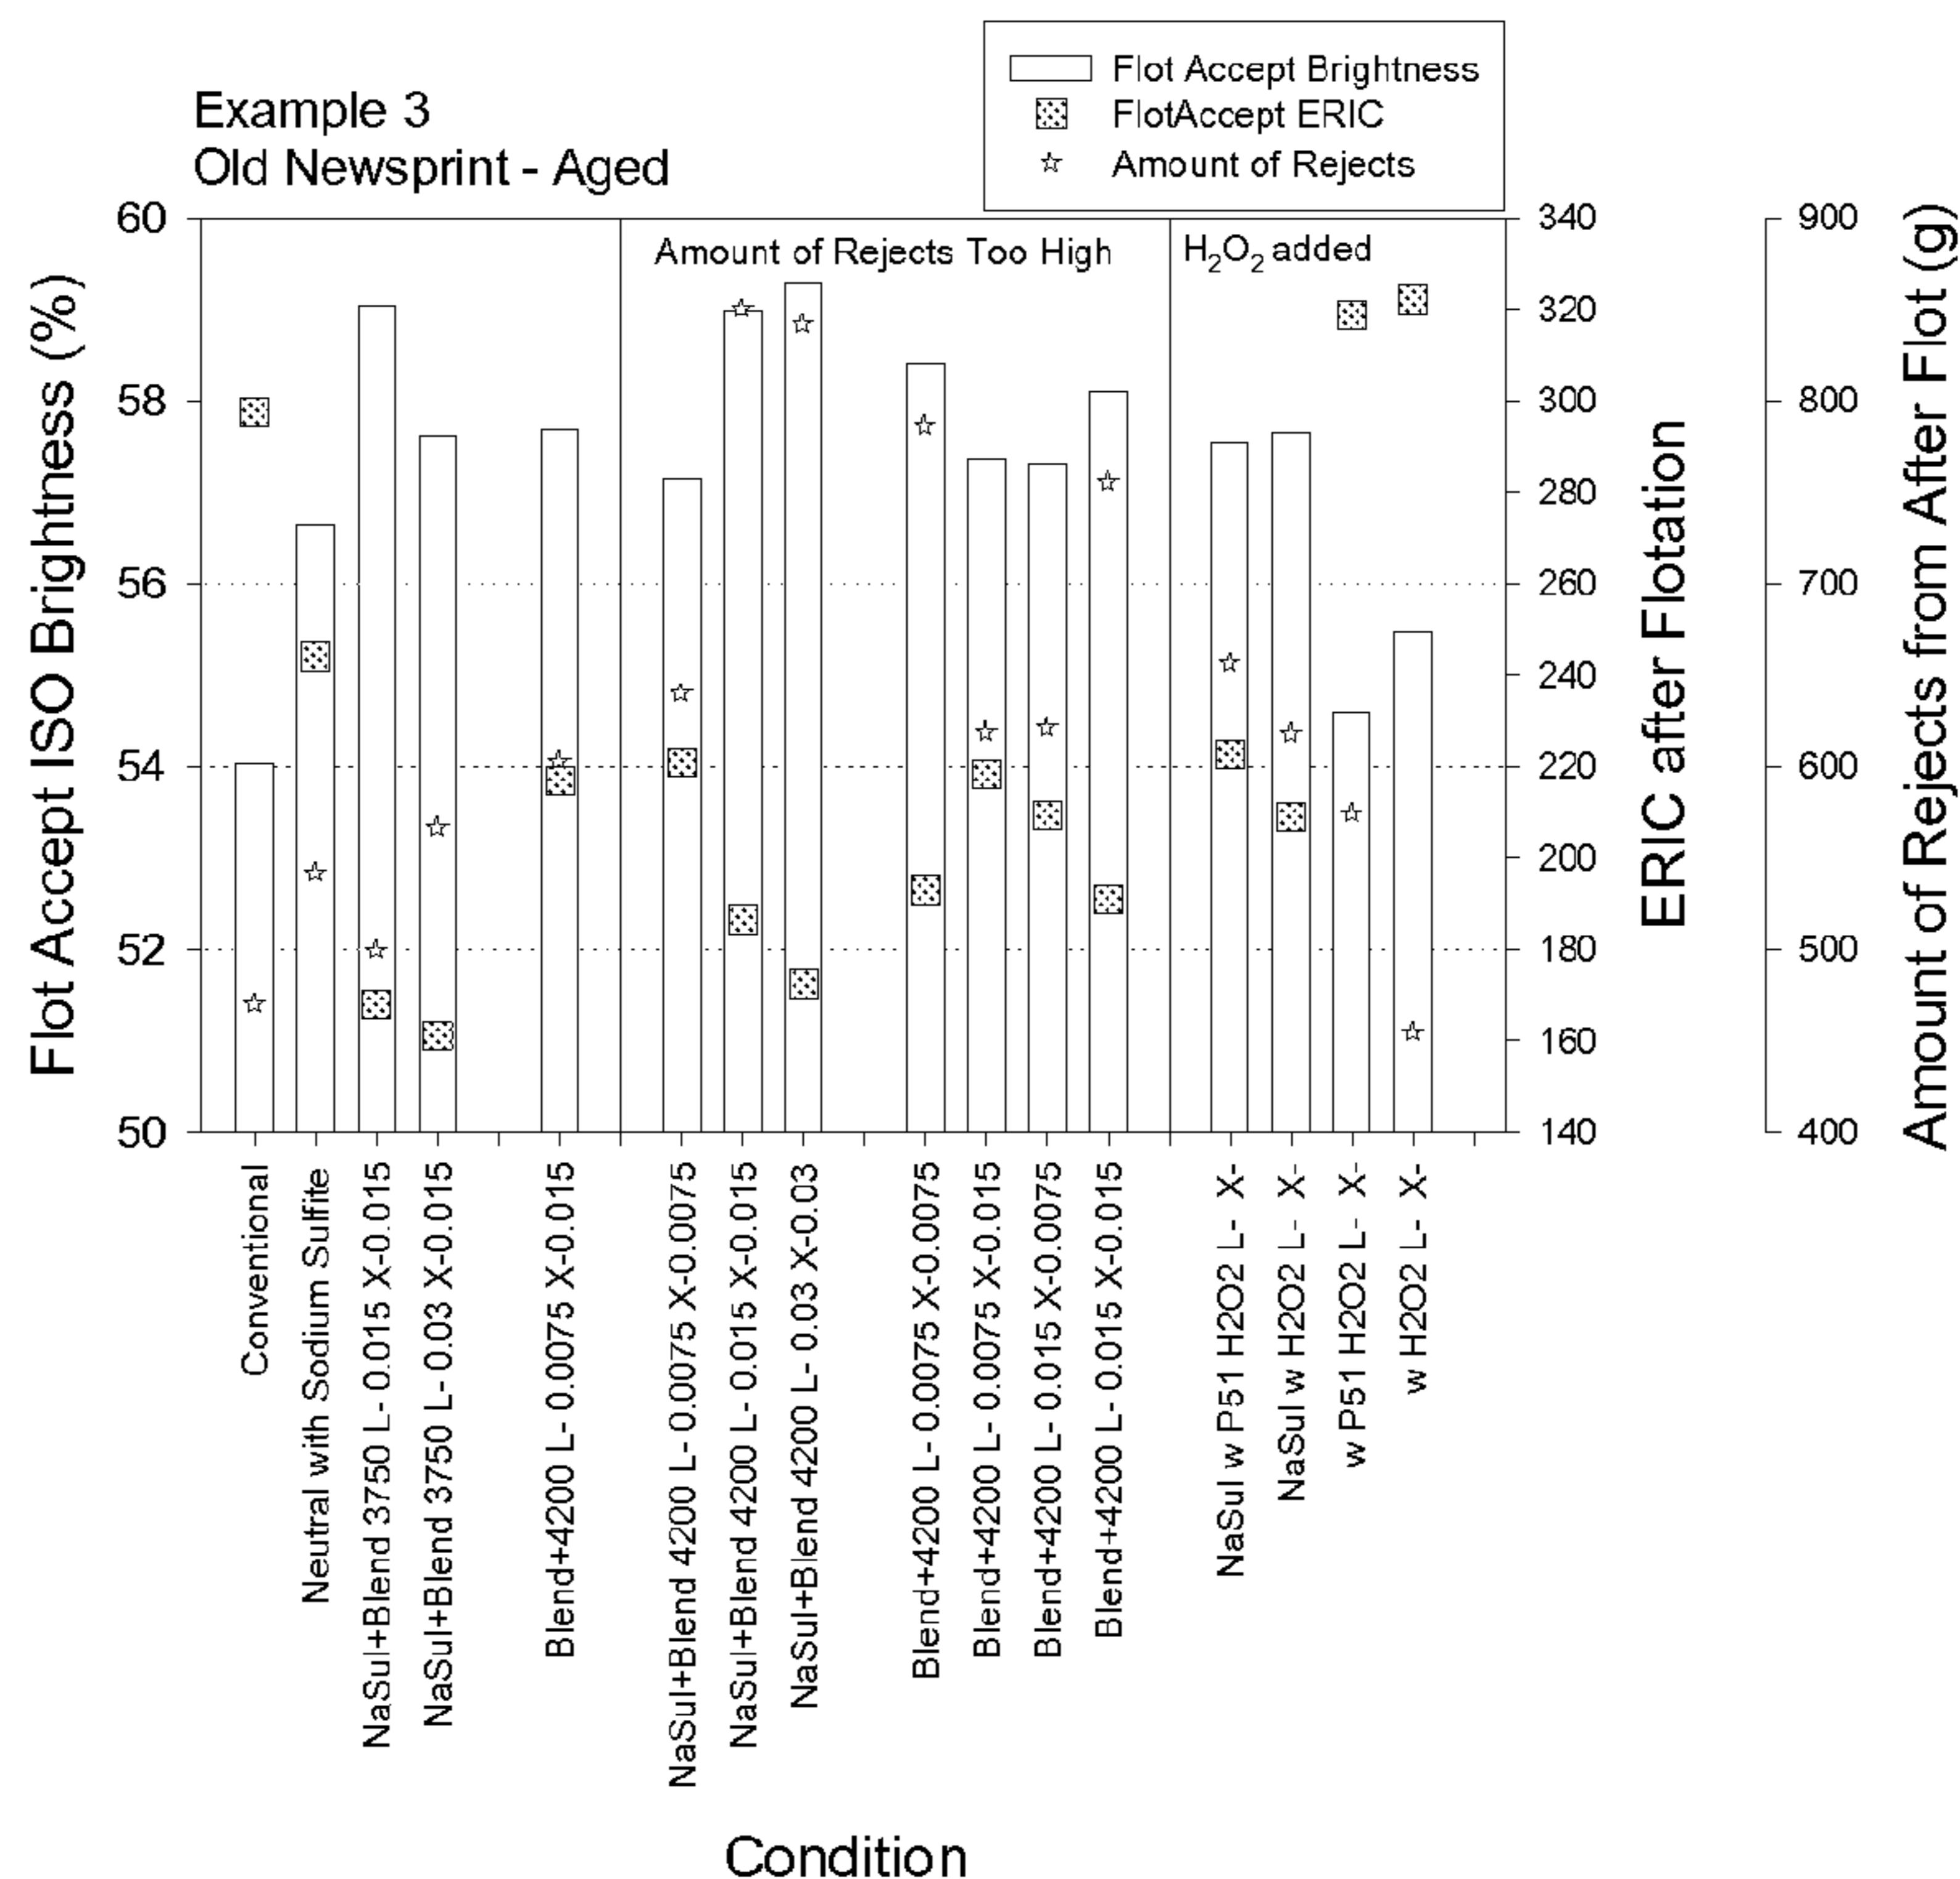 Flot Accept Brightness
FlotAccept ERIC
Amount of Rejects
Example 3
Old Newsprint - Aged
Amount of Rejects Too High
H₂O₂ added
Flot Accept ISO Brightness (%)
60
58
56
54
52
50
340
320
300
280
260
240
220
200
180
160
140
ERIC after Flotation
900
800
700
600
500
400
Amount of Rejects from After Flot (g)
Conventional
Neutral with Sodium Sulfite
NaSul+Blend 3750 L- 0.015 X-0.015
NaSul+Blend 3750 L- 0.03 X-0.015
Blend+4200 L- 0.0075 X-0.015
NaSul+Blend 4200 L- 0.0075 X-0.0075
NaSul+Blend 4200 L- 0.015 X-0.015
NaSul+Blend 4200 L- 0.03 X-0.03
Blend+4200 L- 0.0075 X-0.0075
Blend+4200 L- 0.0075 X-0.015
Blend+4200 L- 0.015 X-0.0075
Blend+4200 L- 0.015 X-0.015
NaSul w P51 H2O2 L- X-
NaSul w H2O2 L- X-
w P51 H2O2 L- X-
w H2O2 L- X-
Condition